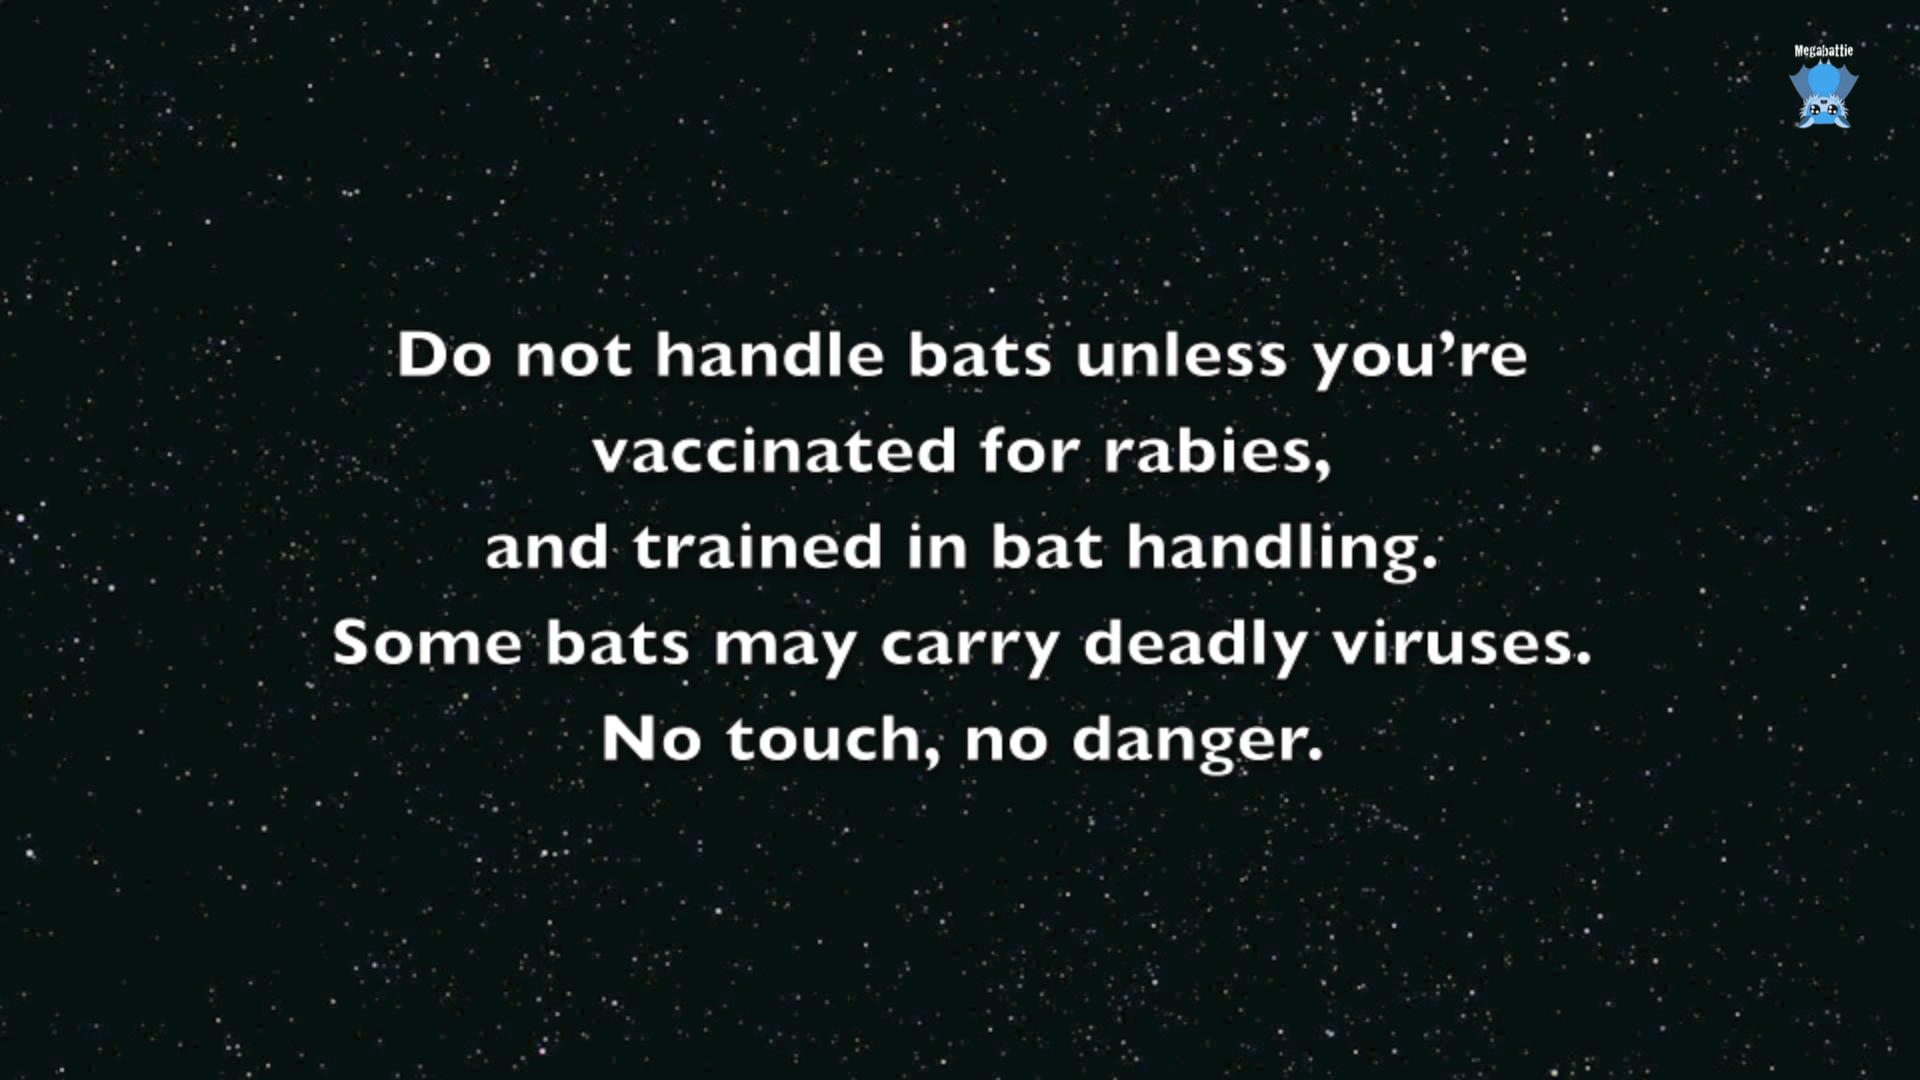 Megabattie
Do not handle bats unless you’re
vaccinated for rabies,
and trained in bat handling.
Some bats may carry deadly viruses.
No touch, no danger.